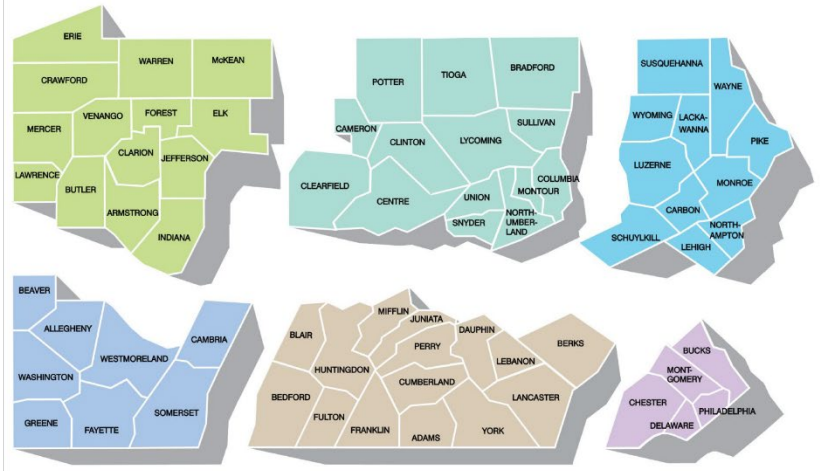 ERIE
WARREN
McKEAN
CRAWFORD
VENANGO
FOREST
ELK
MERCER
CLARION
JEFFERSON
LAWRENCE
BUTLER
ARMSTRONG
INDIANA
POTTER
TIOGA
BRADFORD
CAMERON
CLINTON
LYCOMING
SULLIVAN
CLEARFIELD
CENTRE
UNION
MONTOUR
COLUMBIA
SNYDER
NORTH-
UMBER-
LAND
SUSQUEHANNA
WAYNE
WYOMING
LACKA-
WANNA
PIKE
LUZERNE
MONROE
CARBON
SCHUYLKILL
LEHIGH
NORTH-
AMPTON
BEAVER
ALLEGHENY
WESTMORELAND
CAMBRIA
WASHINGTON
GREENE
FAYETTE
SOMERSET
BLAIR
MIFFLIN
JUNIATA
DAUPHIN
BERKS
HUNTINGDON
PERRY
LEBANON
BEDFORD
CUMBERLAND
LANCASTER
FULTON
FRANKLIN
ADAMS
YORK
BUCKS
MONT-
GOMERY
CHESTER
PHILADELPHIA
DELAWARE